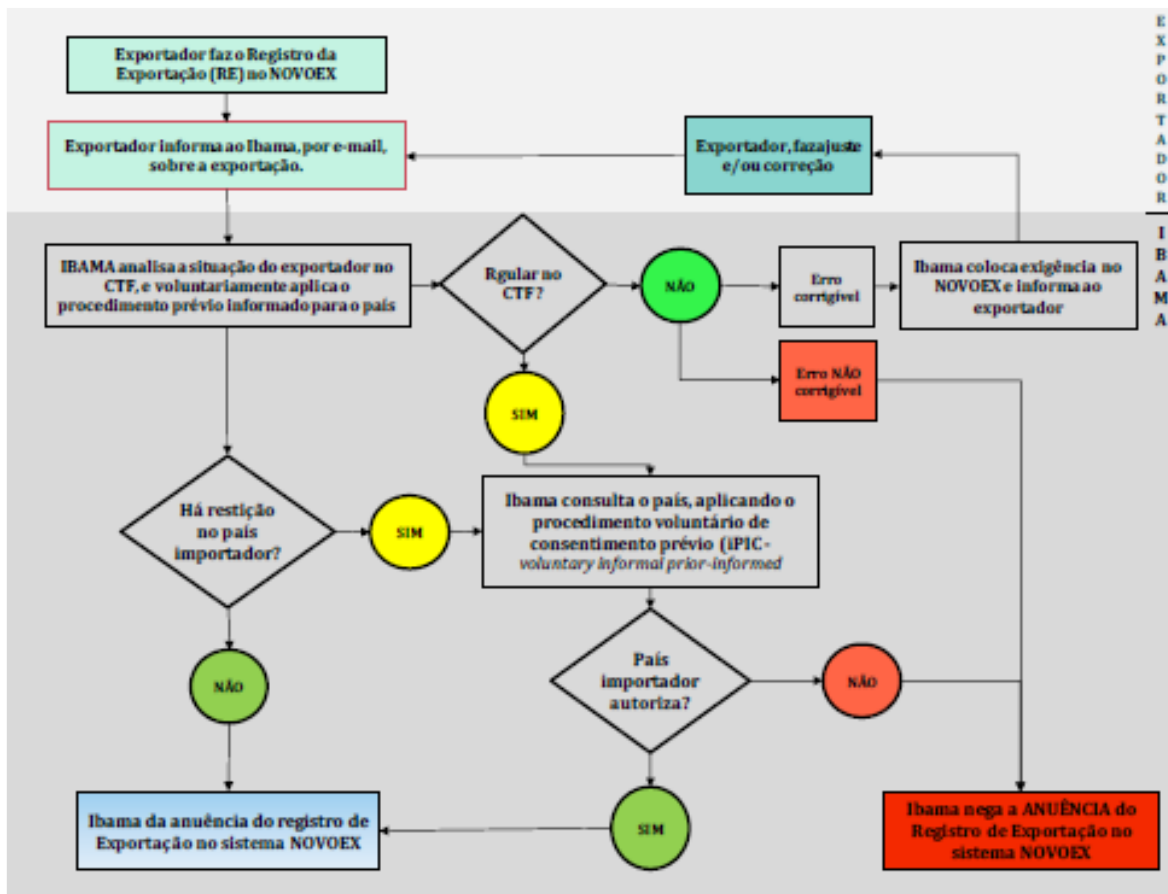 Exportador faz o Registro da
Exportação (RE) no NOVOEX
Exportador informa ao Ibama, por e-mail,
sobre a exportação.
Exportador, faz ajuste
e/ou correção
EXPORTADOR
IBAMA analisa a situação do exportador no
CTF, e voluntariamente aplica o
procedimento prévio informado para o país
Rgular no
CTF?
NÃO
Erro
corrigível
Ibama coloca exigência no
NOVOEX e informa ao
exportador
IBAMA
Erro NÃO
corrigível
SIM
Há restição
no país
importador?
SIM
Ibama consulta o país, aplicando o
procedimento voluntário de
consentimento prévio (iPIC -
voluntary informal prior-informed
NÃO
País
importador
autoriza?
NÃO
Ibama da anuência do registro de
Exportação no sistema NOVOEX
SIM
Ibama nega a ANUÊNCIA do
Registro de Exportação no
sistema NOVOEX